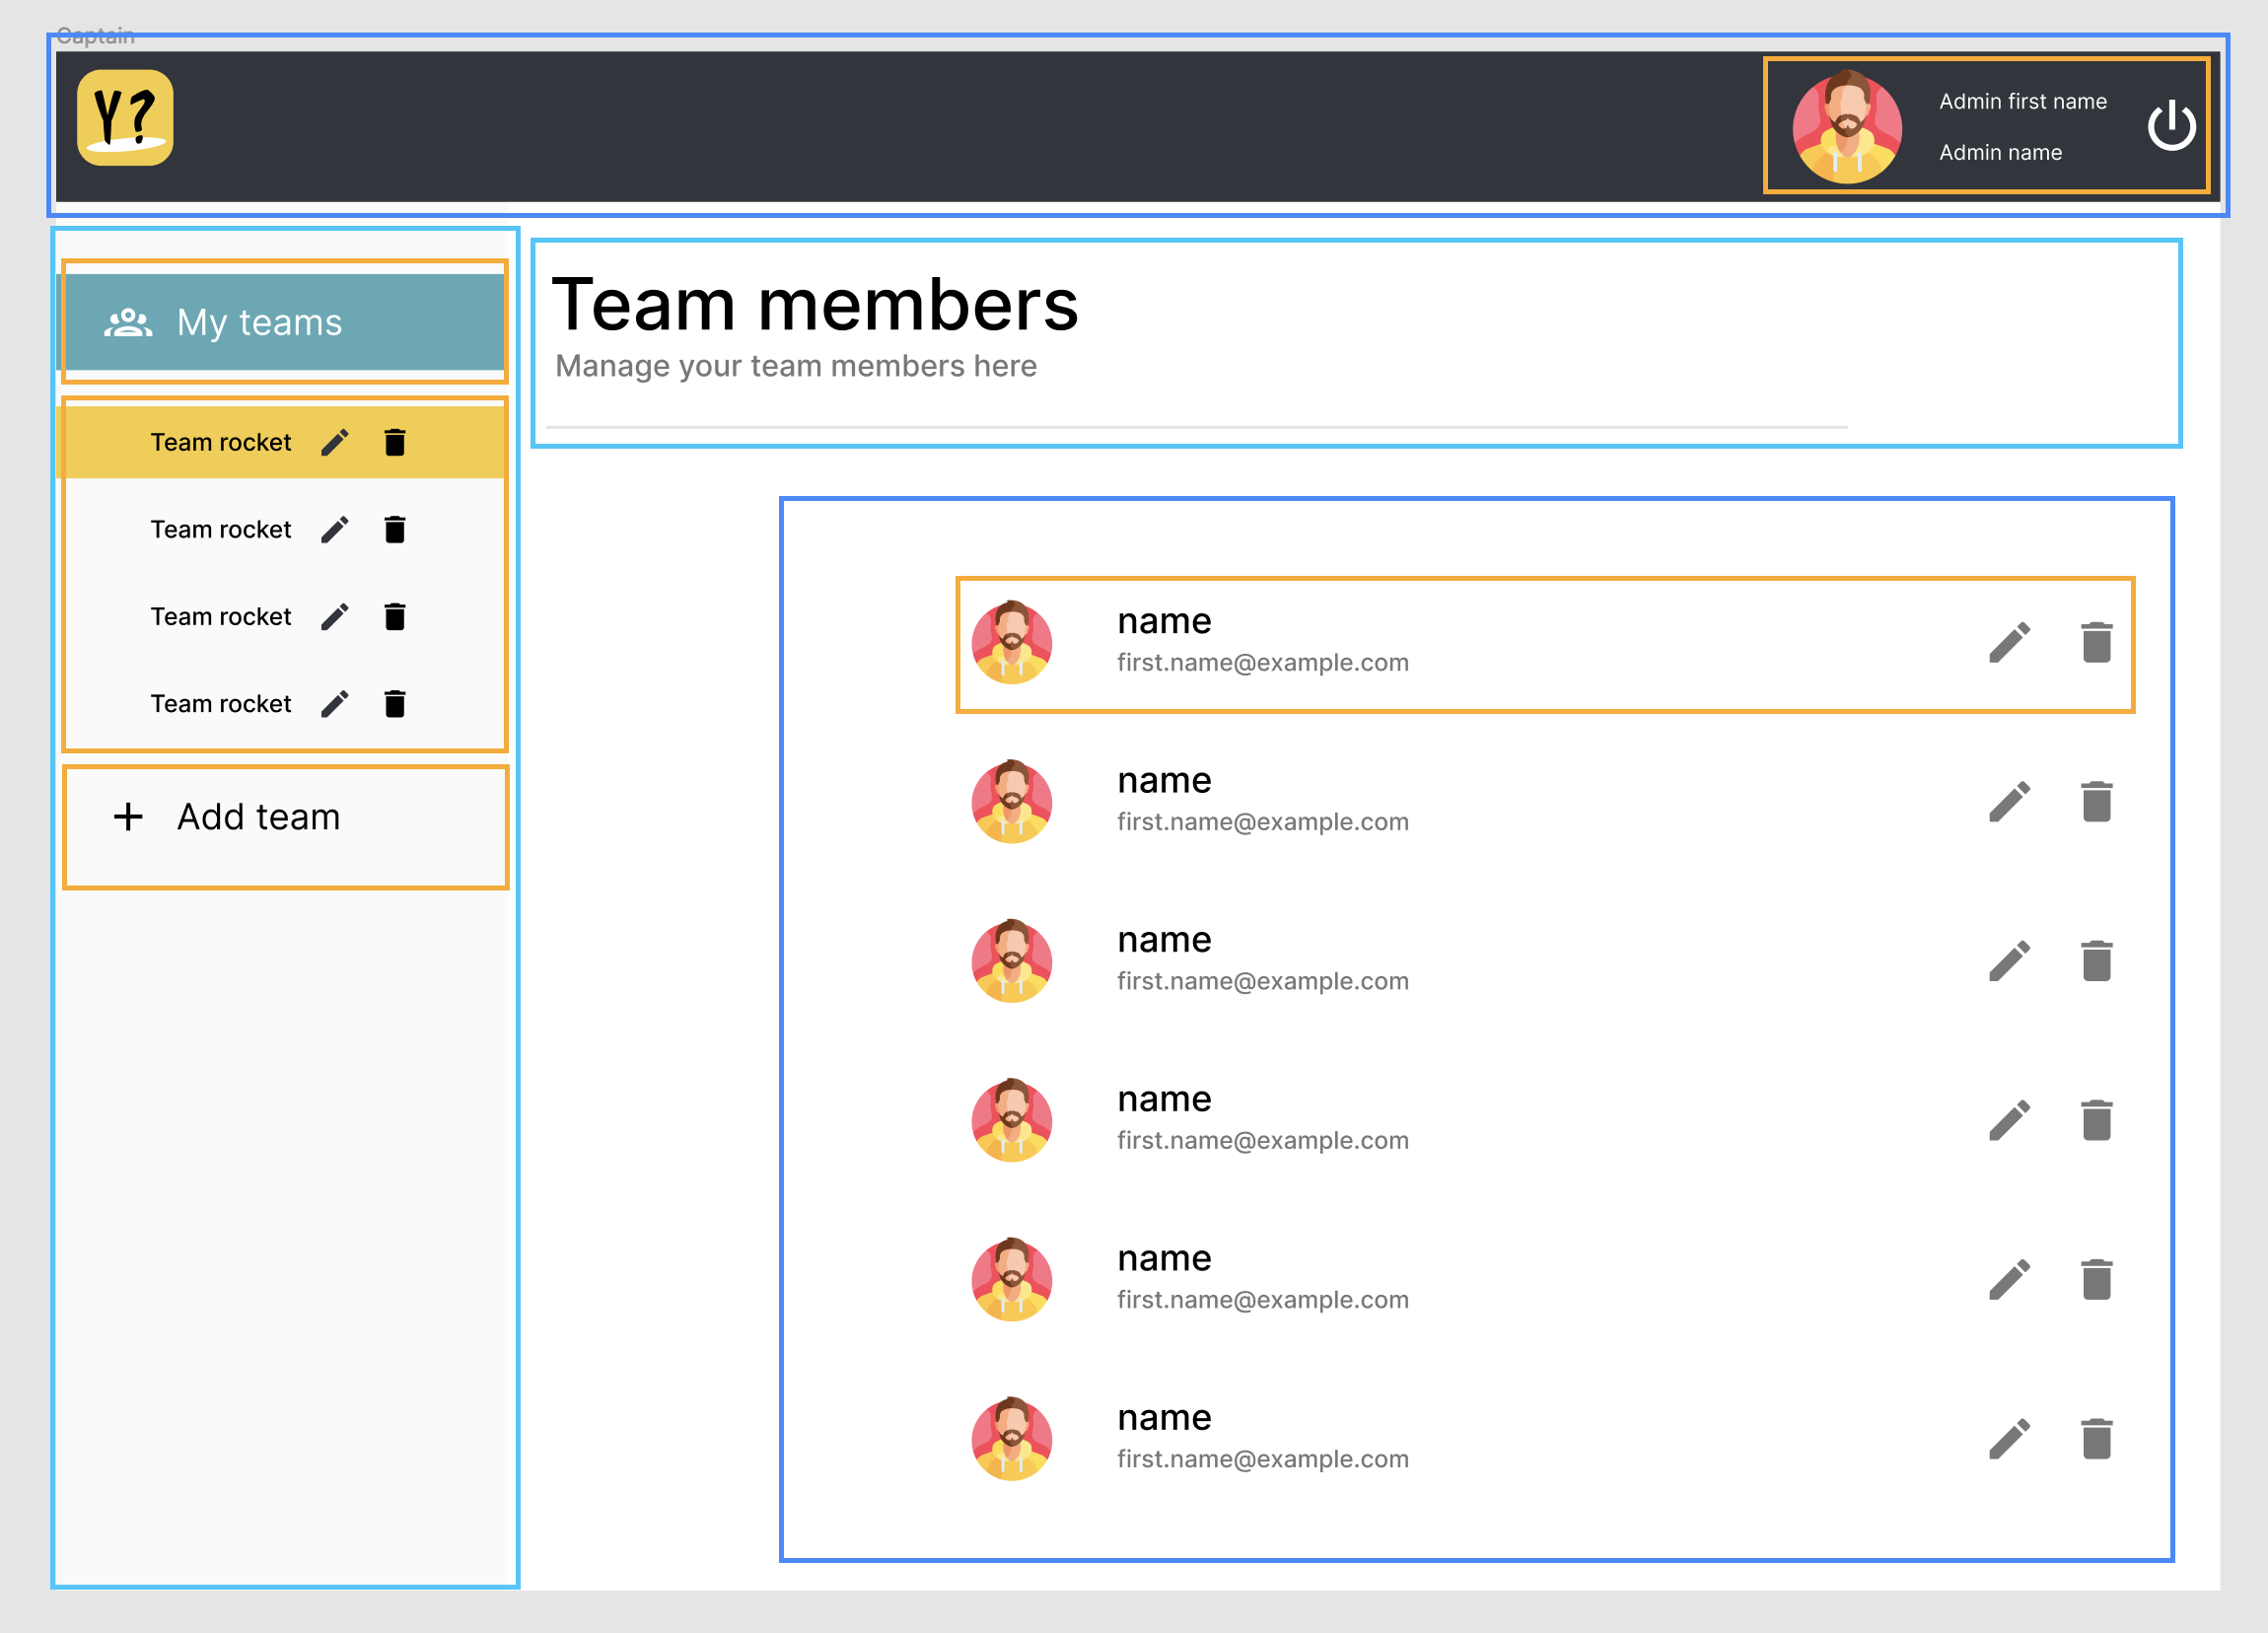 Captain
Y?
Admin first name
Admin name
My teams
Team rocket
Team rocket
Team rocket
Team rocket
Add team
Team members
Manage your team members here
name
first.name@example.com
name
first.name@example.com
name
first.name@example.com
name
first.name@example.com
name
first.name@example.com
name
first.name@example.com